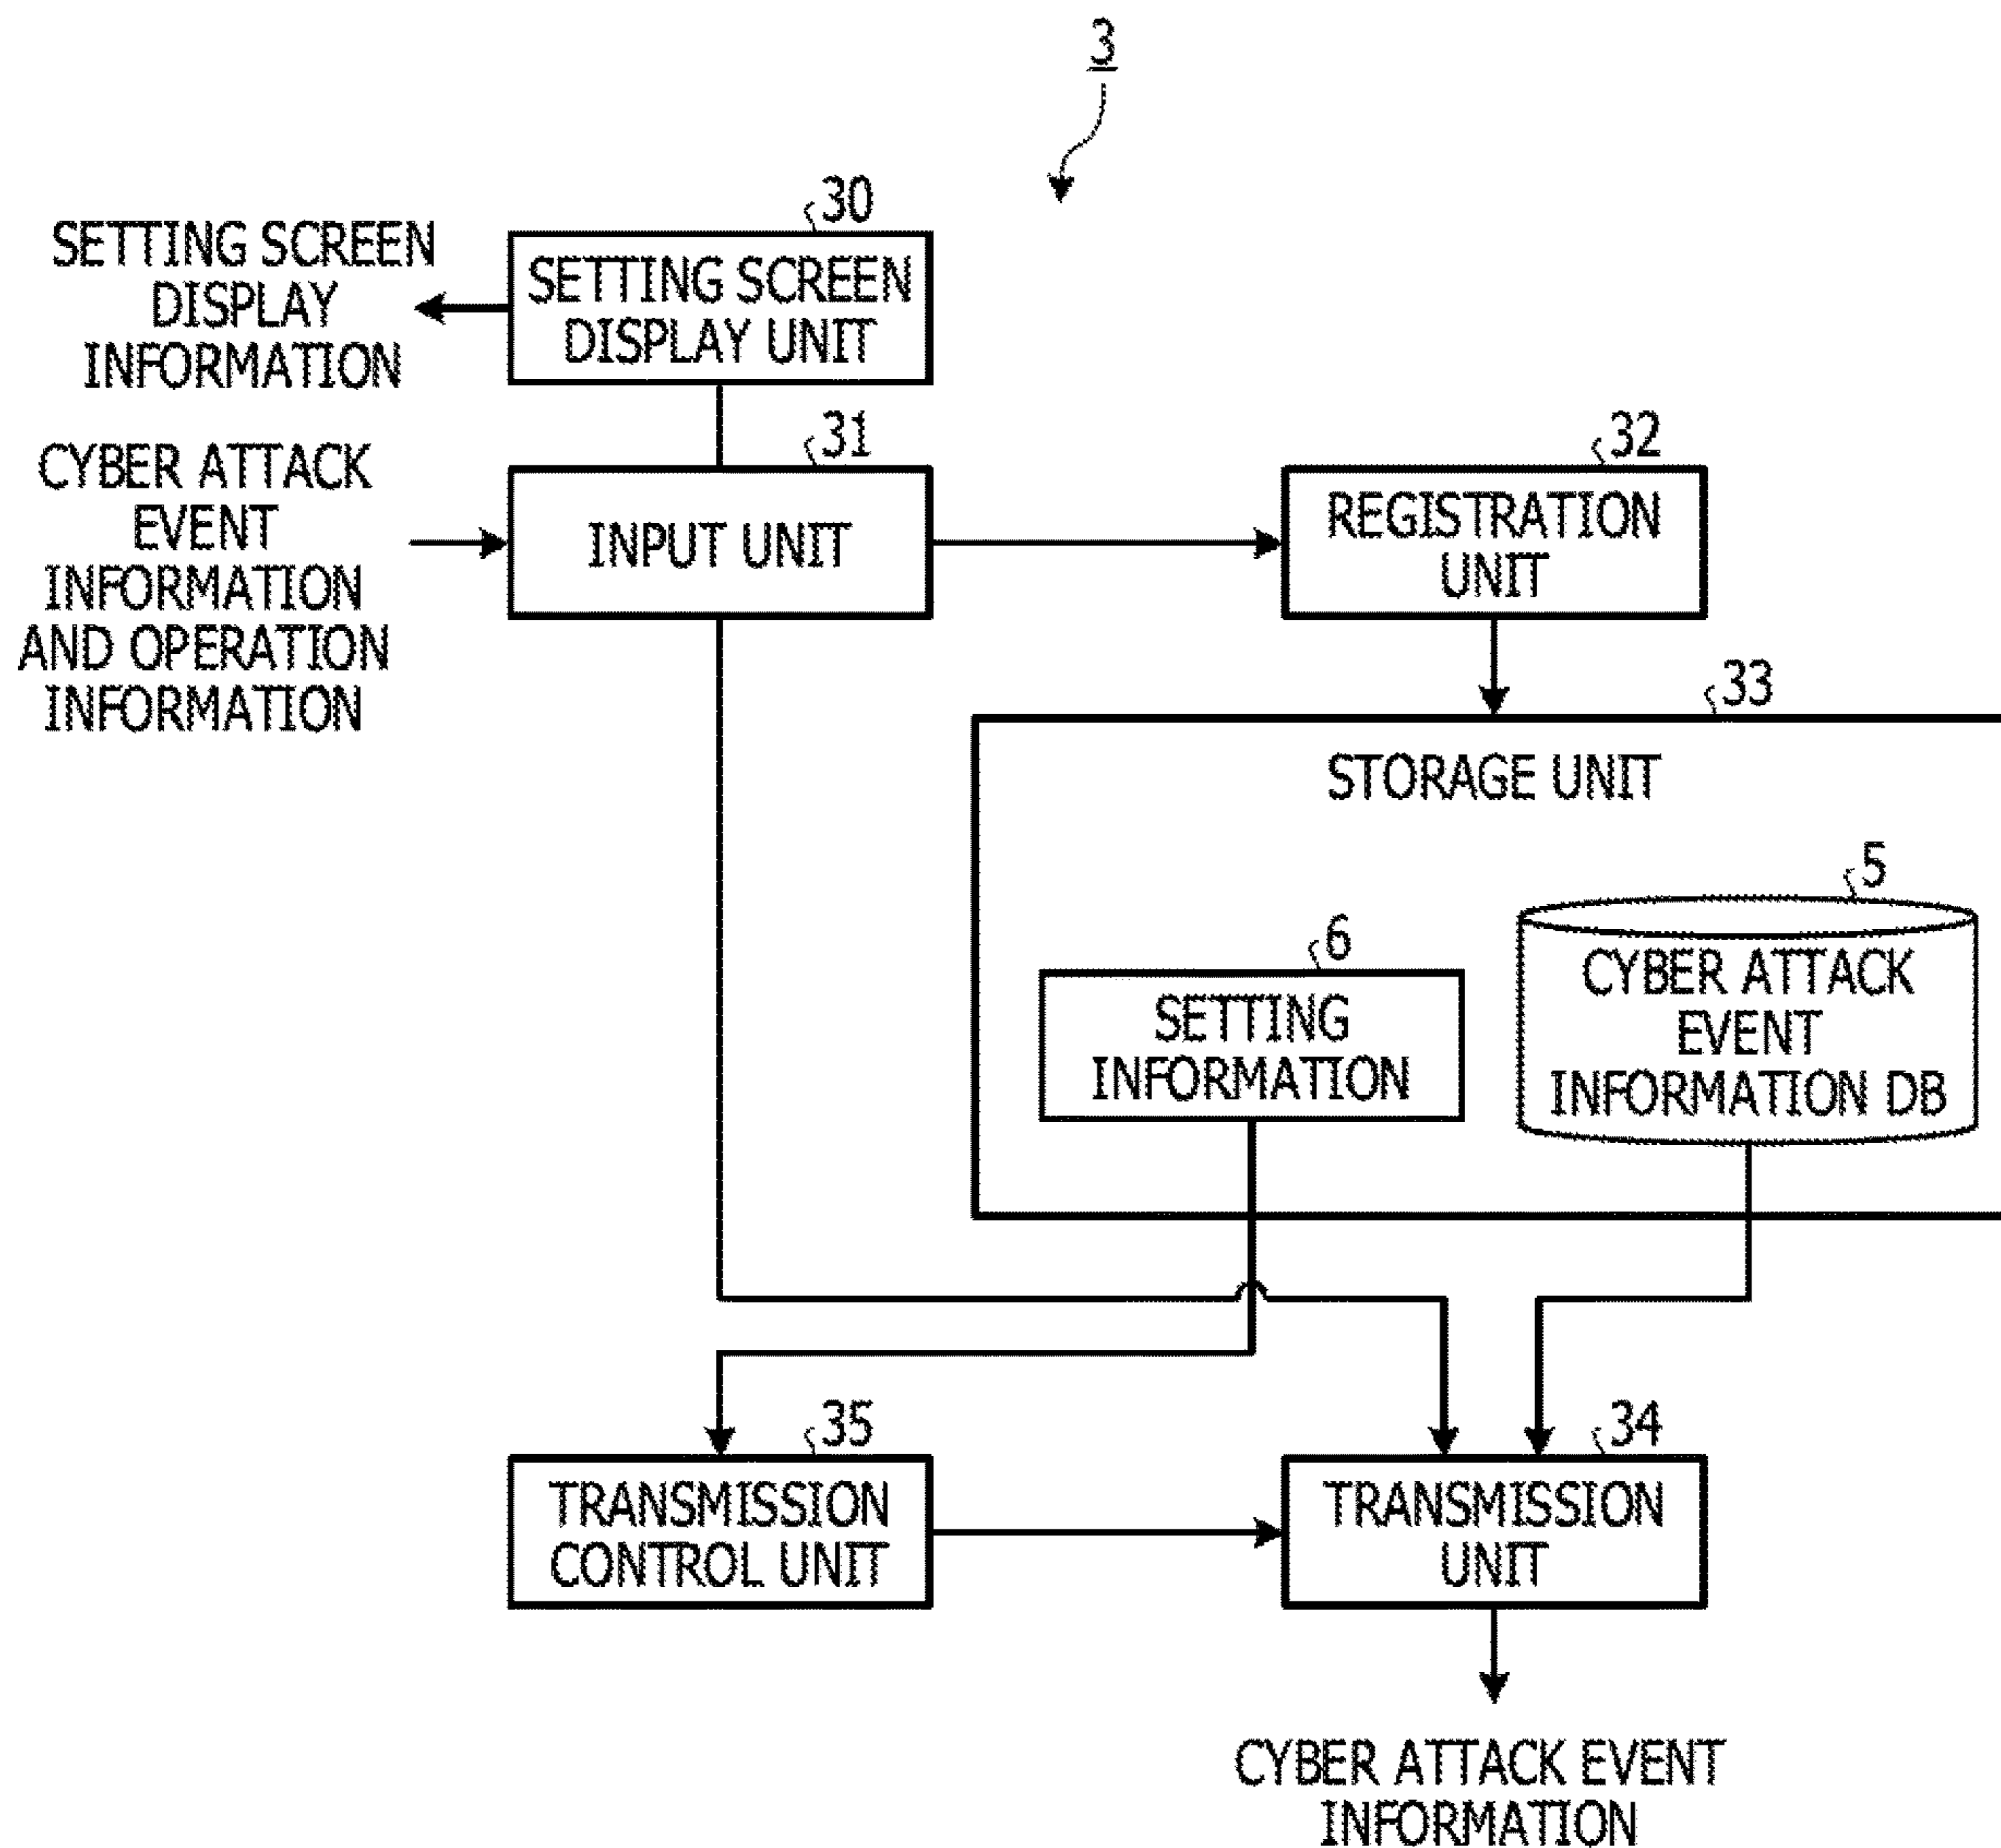 3
30
SETTING SCREEN
DISPLAY
INFORMATION
SETTING SCREEN
DISPLAY UNIT
31
CYBER ATTACK
EVENT
INFORMATION
AND OPERATION
INFORMATION
INPUT UNIT
32
REGISTRATION
UNIT
33
STORAGE UNIT
6
SETTING
INFORMATION
5
CYBER ATTACK
EVENT
INFORMATION DB
35
TRANSMISSION
CONTROL UNIT
34
TRANSMISSION
UNIT
CYBER ATTACK EVENT
INFORMATION